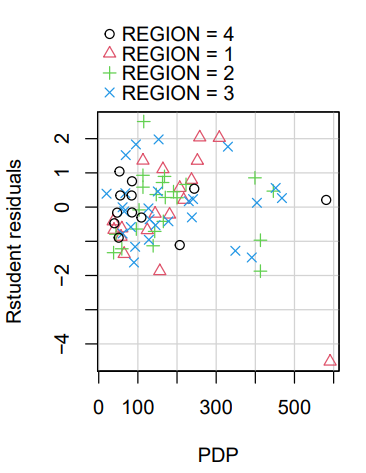 REGION = 4
REGION = 1
REGION = 2
REGION = 3
Rstudent residuals
2
1
0
−2
−4
0 100 300 500
PDP